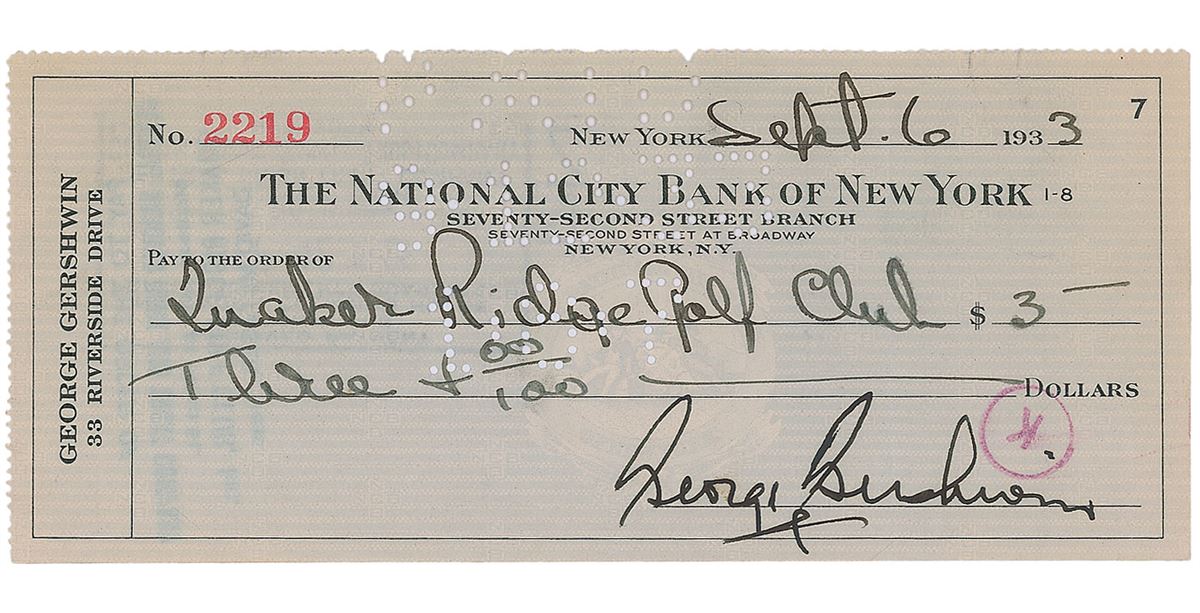 7
No. 2219 New York Sept. 6 1933
The National City Bank of New York 1-8
Seventy-Second Street Branch
Seventy-Second Street at Broadway
New York, N.Y.
Pay to the order of
Quaker Ridge Golf Club $ 3 —
Three + 00/100 — Dollars
George Gershwin
GEORGE GERSHWIN
33 RIVERSIDE DRIVE